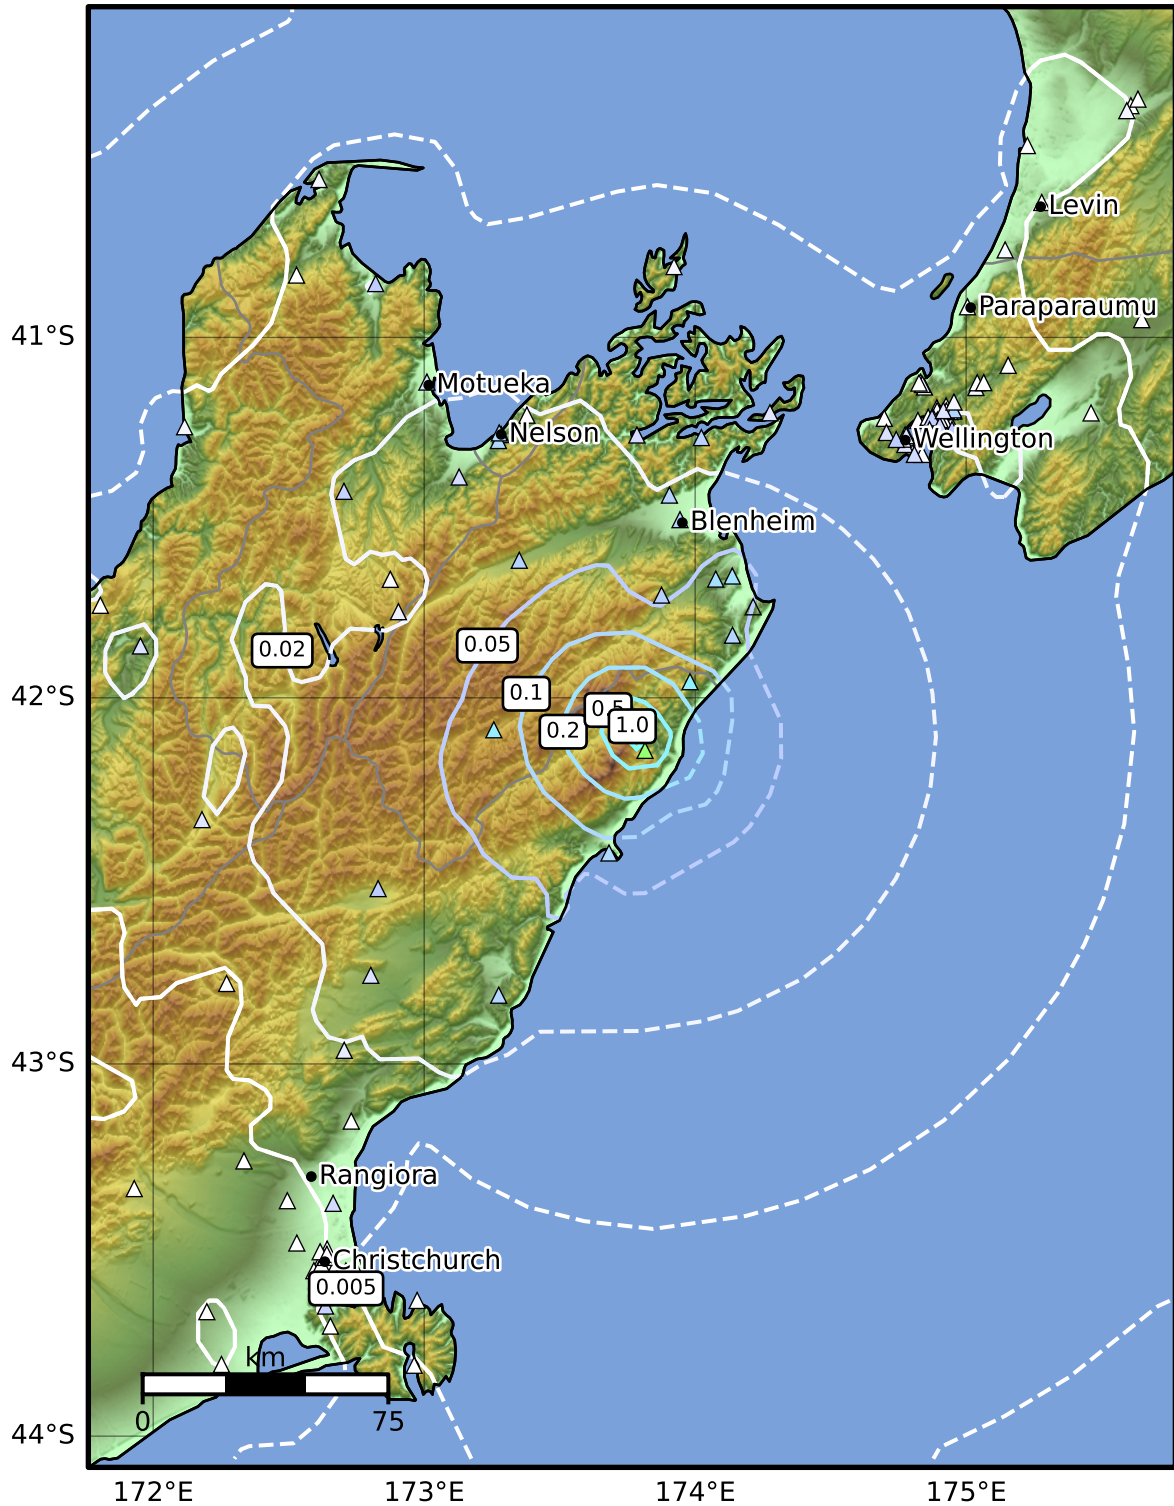 Levin
Paraparaumu
41°S
Motueka
Nelson
Wellington
Blenheim
0.02
0.05
42°S
0.1
0.2
1.0
43°S
Rangiora
Christchurch
0.005
km
0
75
44°S
172°E
173°E
174°E
175°E